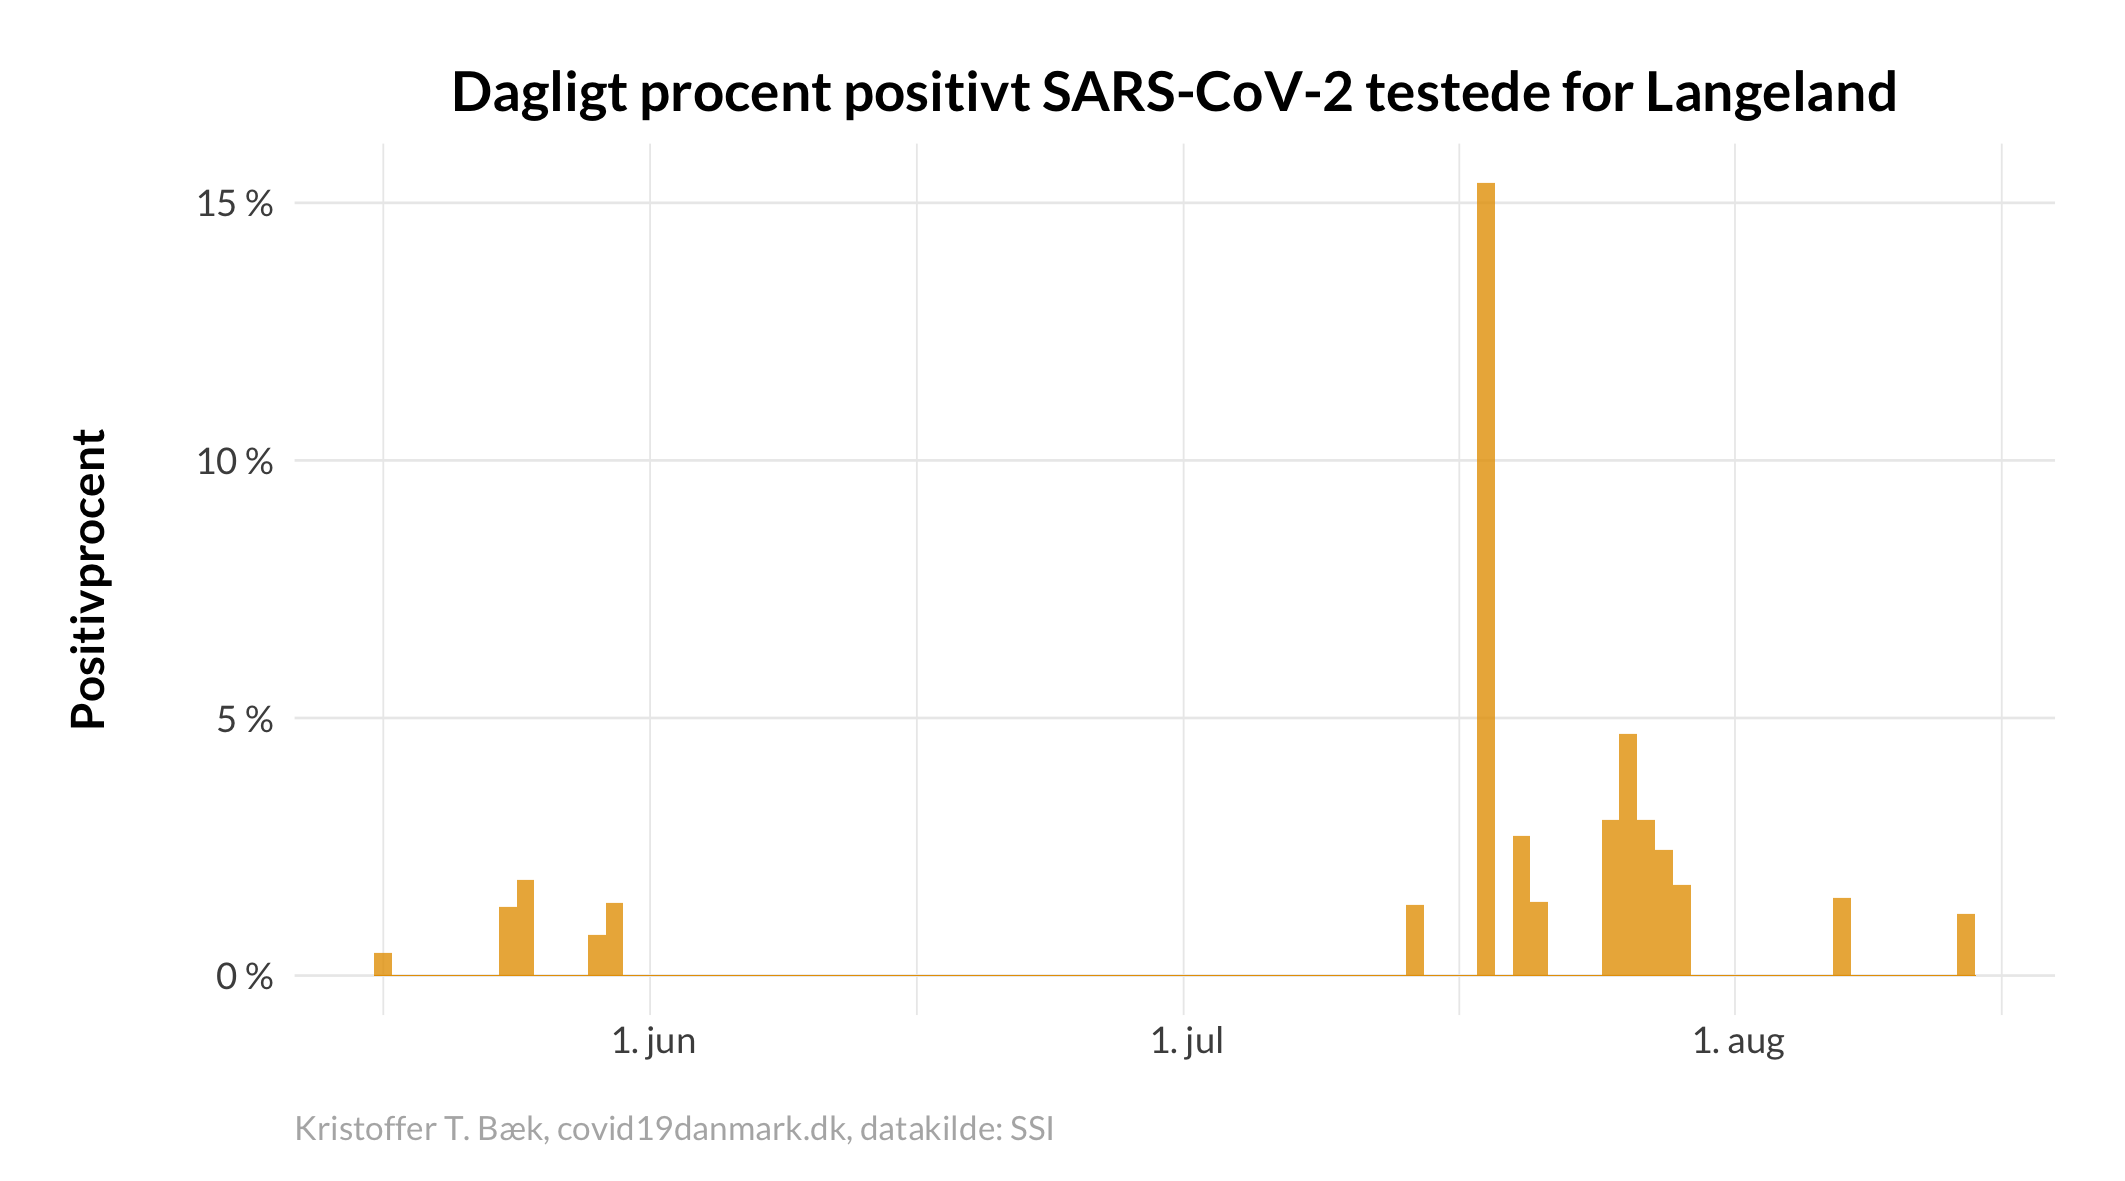 Dagligt procent positivt SARS-CoV-2 testede for Langeland
Positivprocent
15 %
10 %
5 %
0 %
1. jun
1. jul
1. aug
Kristoffer T. Bæk, covid19danmark.dk, datakilde: SSI